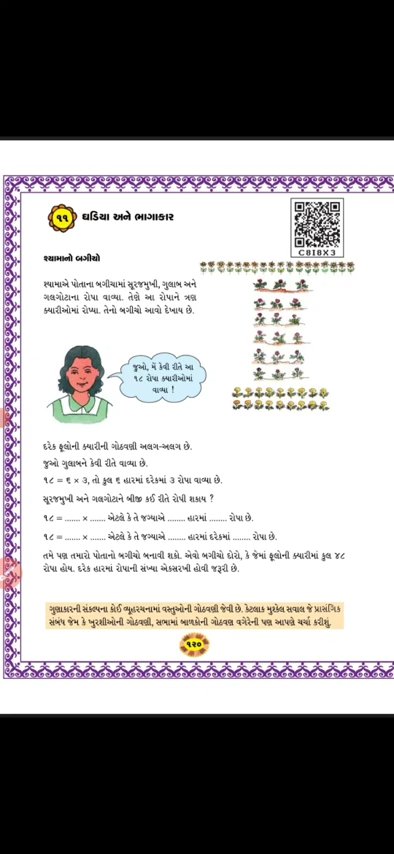 ૧૧ ઘડિયા અને ભાગાકાર
C8I8X3
શ્યામાનો બગીચો
શ્યામાએ પોતાના બગીચામાં સૂરજમુખી, ગુલાબ અને
ગલગોટાના રોપા વાવ્યા. તેણે આ રોપાને ત્રણ
ક્યારીઓમાં રોપ્યા. તેનો બગીચો આવો દેખાય છે.
જુઓ, મેં કેવી રીતે આ
૧૮ રોપા ક્યારીઓમાં
વાવ્યા !
દરેક ફૂલોની ક્યારીની ગોઠવણી અલગ-અલગ છે.
જુઓ ગુલાબને કેવી રીતે વાવ્યા છે.
૧૮ = ૬ × ૩, તો કુલ ૬ હારમાં દરેકમાં ૩ રોપા વાવ્યા છે.
સૂરજમુખી અને ગલગોટાને બીજી કઈ રીતે રોપી શકાય ?
૧૮ = ....... × ....... એટલે કે તે જગ્યાએ ........ હારમાં ........ રોપા છે.
૧૮ = ....... × ....... એટલે કે તે જગ્યાએ ........ હારમાં દરેકમાં ........ રોપા છે.
તમે પણ તમારો પોતાનો બગીચો બનાવી શકો. એવો બગીચો દોરો, કે જેમાં ફૂલોની ક્યારીમાં કુલ ૪૮
રોપા હોય. દરેક હારમાં રોપાની સંખ્યા એકસરખી હોવી જરૂરી છે.
ગુણાકારની સંકલ્પના કોઈ વ્યૂહરચનામાં વસ્તુઓની ગોઠવણી જેવી છે. કેટલાક મુશ્કેલ સવાલ જે પ્રાસંગિક
સંબંધ જેમ કે ખુરશીઓની ગોઠવણી, સભામાં બાળકોની ગોઠવણ વગેરેની પણ આપણે ચર્ચા કરીશું.
૧૨૦